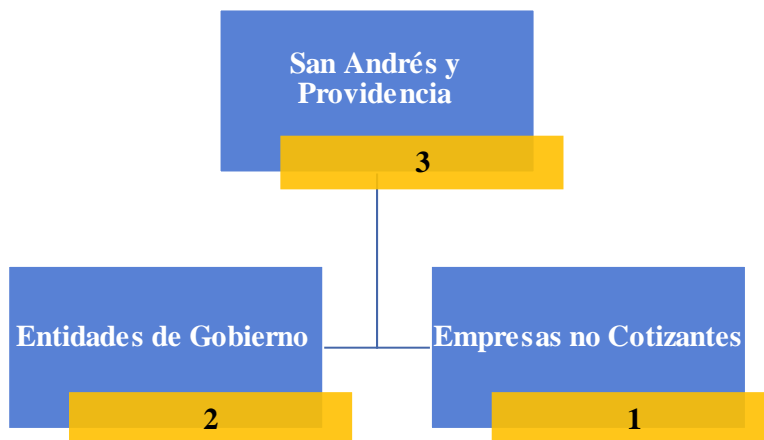 San Andrés y
Providencia
3
Entidades de Gobierno
2
Empresas no Cotizantes
1